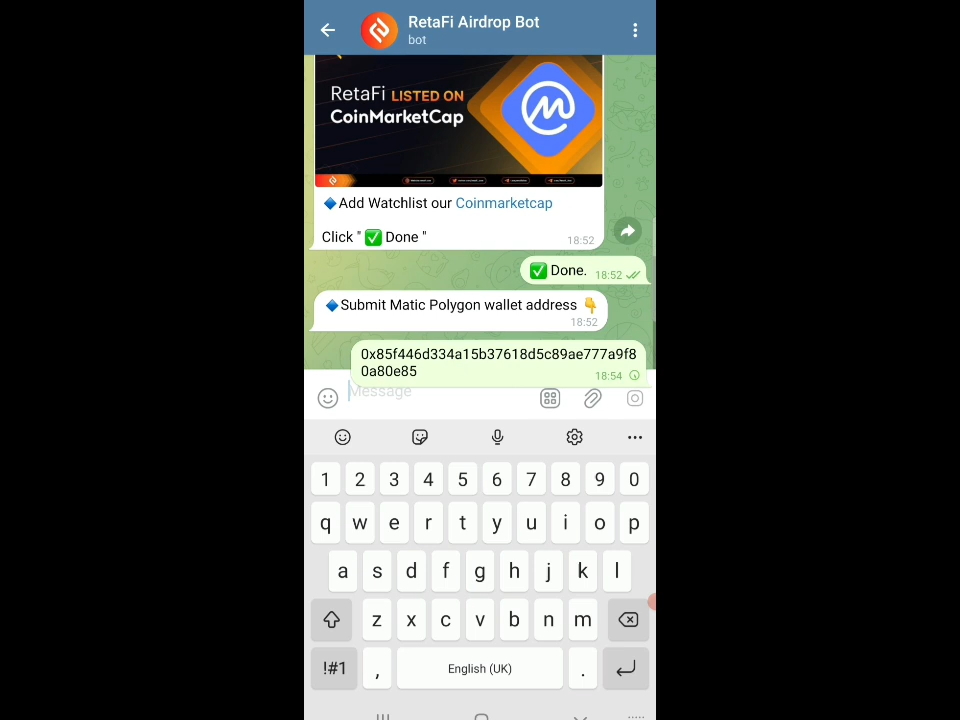 RetaFi Airdrop Bot
bot
RetaFi LISTED ON
CoinMarketCap
🔹Add Watchlist our Coinmarketcap
Click " ✅ Done "
18:52
✅ Done.
18:52
🔹Submit Matic Polygon wallet address 👇
18:52
0x85f446d334a15b37618d5c89ae777a9f8
0a80e85
18:54
Message
1 2 3 4 5 6 7 8 9 0
q w e r t y u i o p
a s d f g h j k l
z x c v b n m
!#1 , English (UK) .